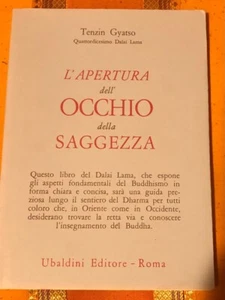 Tenzin Gyatso
Quattordicesimo Dalai Lama
L'APERTURA
dell'
OCCHIO
della
SAGGEZZA
Questo libro del Dalai Lama, che espone
gli aspetti fondamentali del Buddhismo in
forma chiara e concisa, sarà una guida pre-
ziosa lungo il sentiero del Dharma per tutti
coloro che, in Oriente come in Occidente,
desiderano trovare la retta via e conoscere
l'insegnamento del Buddha.
Ubaldini Editore - Roma